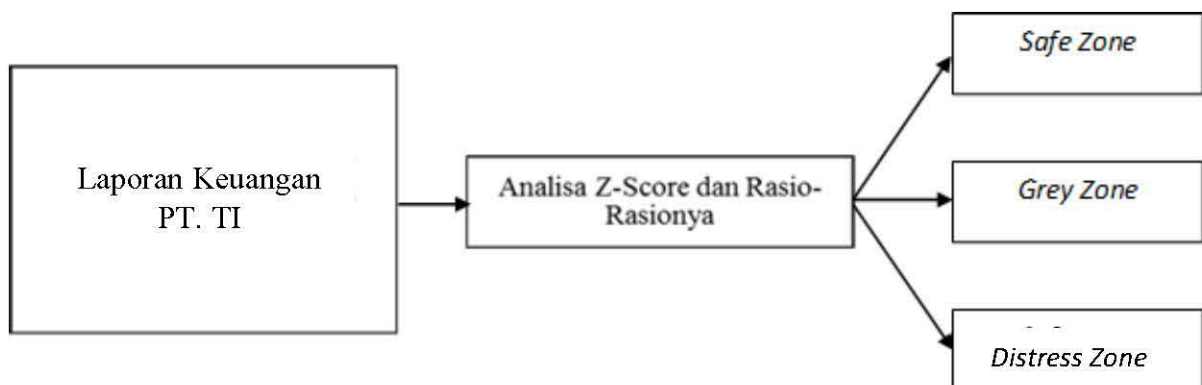 Safe Zone
Laporan Keuangan
PT. TI
Analisa Z-Score dan Rasio-
Rasionya
Grey Zone
Distress Zone